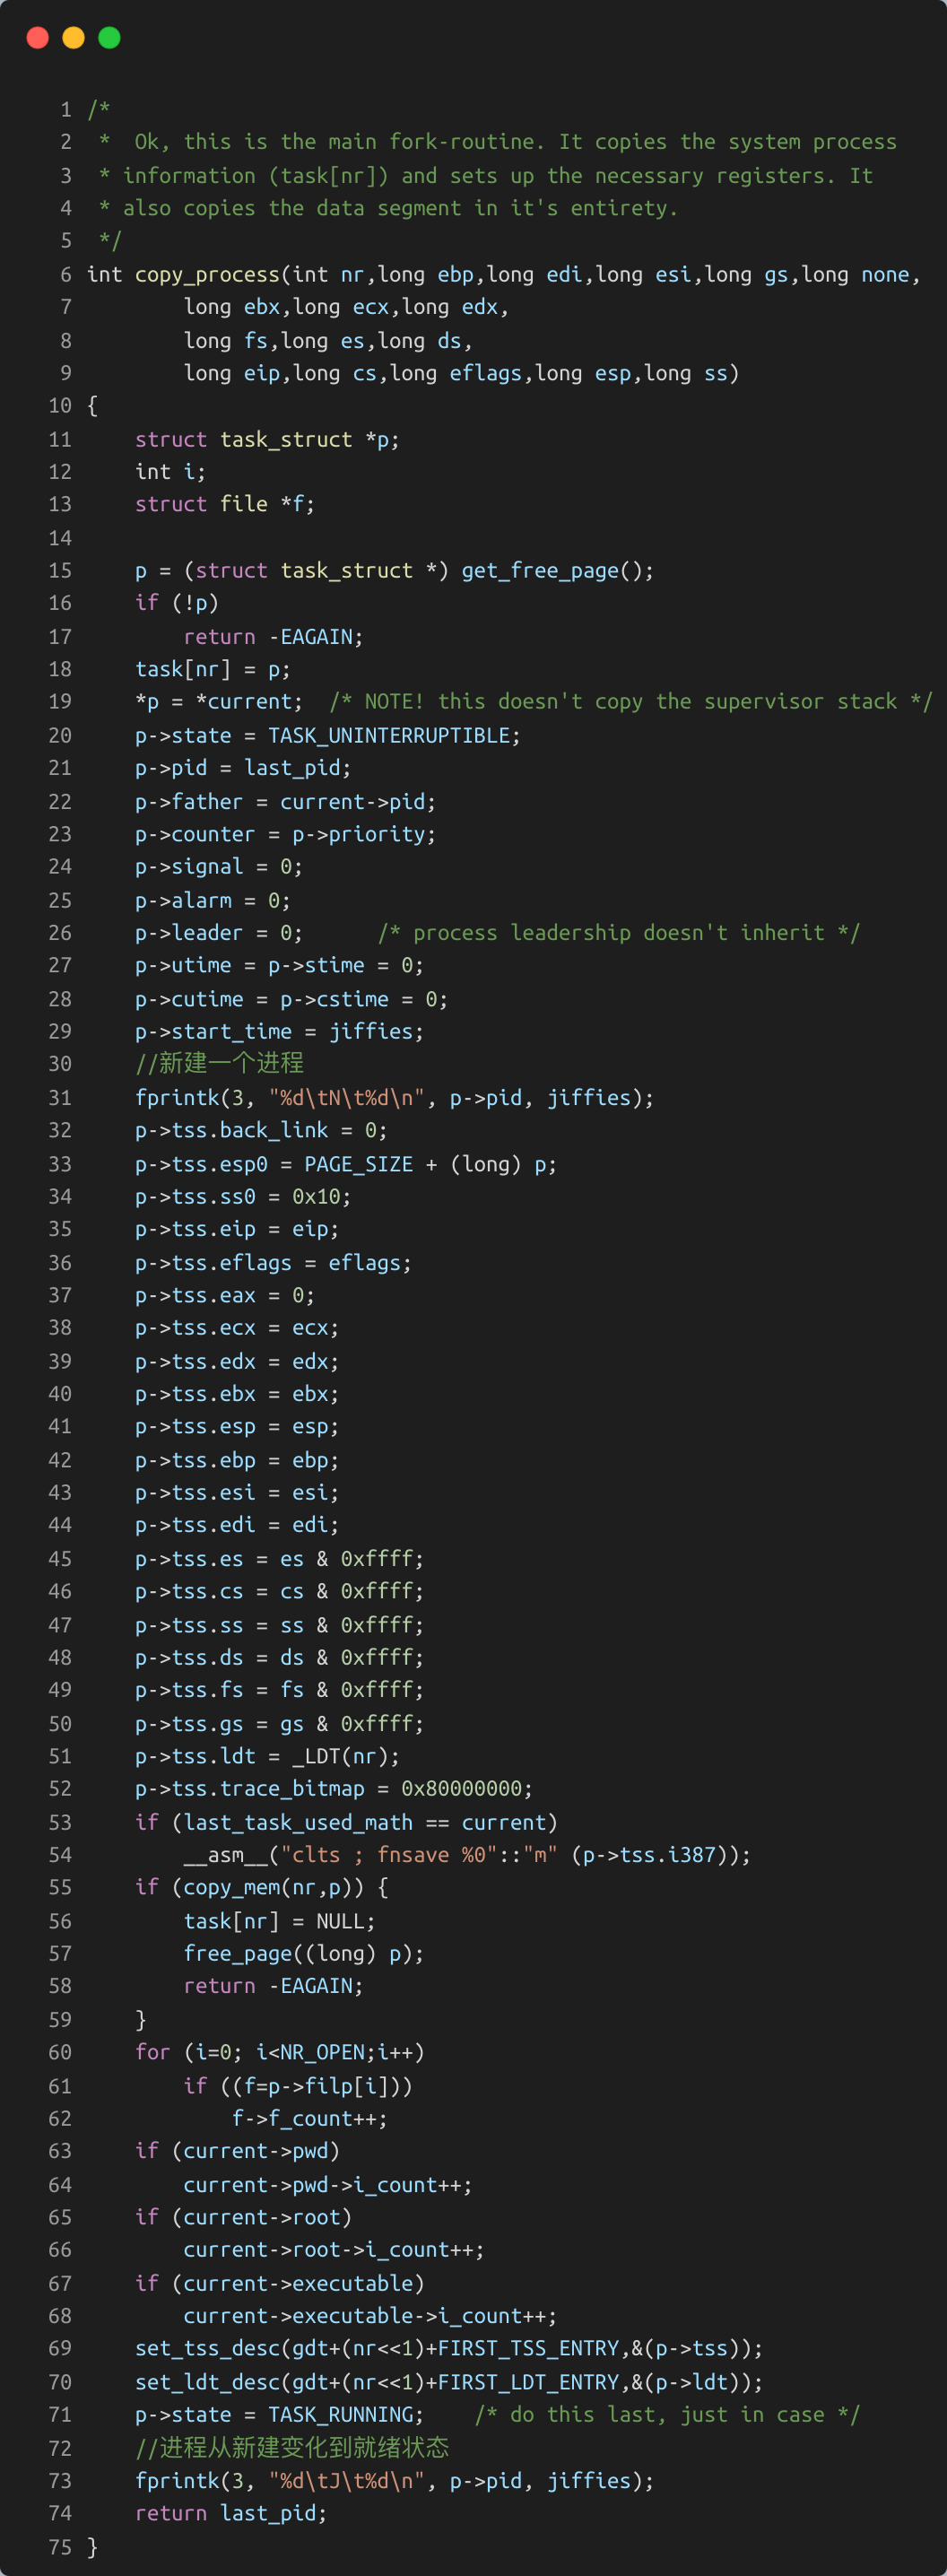 1 /*
2  *  Ok, this is the main fork-routine. It copies the system process
3  * information (task[nr]) and sets up the necessary registers. It
4  * also copies the data segment in it's entirety.
5  */
6 int copy_process(int nr,long ebp,long edi,long esi,long gs,long none,
7         long ebx,long ecx,long edx,
8         long fs,long es,long ds,
9         long eip,long cs,long eflags,long esp,long ss)
10 {
11     struct task_struct *p;
12     int i;
13     struct file *f;
14
15     p = (struct task_struct *) get_free_page();
16     if (!p)
17         return -EAGAIN;
18     task[nr] = p;
19     *p = *current;  /* NOTE! this doesn't copy the supervisor stack */
20     p->state = TASK_UNINTERRUPTIBLE;
21     p->pid = last_pid;
22     p->father = current->pid;
23     p->counter = p->priority;
24     p->signal = 0;
25     p->alarm = 0;
26     p->leader = 0;      /* process leadership doesn't inherit */
27     p->utime = p->stime = 0;
28     p->cutime = p->cstime = 0;
29     p->start_time = jiffies;
30     //新建一个进程
31     fprintk(3, "%d\tN\t%d\n", p->pid, jiffies);
32     p->tss.back_link = 0;
33     p->tss.esp0 = PAGE_SIZE + (long) p;
34     p->tss.ss0 = 0x10;
35     p->tss.eip = eip;
36     p->tss.eflags = eflags;
37     p->tss.eax = 0;
38     p->tss.ecx = ecx;
39     p->tss.edx = edx;
40     p->tss.ebx = ebx;
41     p->tss.esp = esp;
42     p->tss.ebp = ebp;
43     p->tss.esi = esi;
44     p->tss.edi = edi;
45     p->tss.es = es & 0xffff;
46     p->tss.cs = cs & 0xffff;
47     p->tss.ss = ss & 0xffff;
48     p->tss.ds = ds & 0xffff;
49     p->tss.fs = fs & 0xffff;
50     p->tss.gs = gs & 0xffff;
51     p->tss.ldt = _LDT(nr);
52     p->tss.trace_bitmap = 0x80000000;
53     if (last_task_used_math == current)
54         __asm__("clts ; fnsave %0"::"m" (p->tss.i387));
55     if (copy_mem(nr,p)) {
56         task[nr] = NULL;
57         free_page((long) p);
58         return -EAGAIN;
59     }
60     for (i=0; i<NR_OPEN;i++)
61         if ((f=p->filp[i]))
62             f->f_count++;
63     if (current->pwd)
64         current->pwd->i_count++;
65     if (current->root)
66         current->root->i_count++;
67     if (current->executable)
68         current->executable->i_count++;
69     set_tss_desc(gdt+(nr<<1)+FIRST_TSS_ENTRY,&(p->tss));
70     set_ldt_desc(gdt+(nr<<1)+FIRST_LDT_ENTRY,&(p->ldt));
71     p->state = TASK_RUNNING;    /* do this last, just in case */
72     //进程从新建变化到就绪状态
73     fprintk(3, "%d\tJ\t%d\n", p->pid, jiffies);
74     return last_pid;
75 }